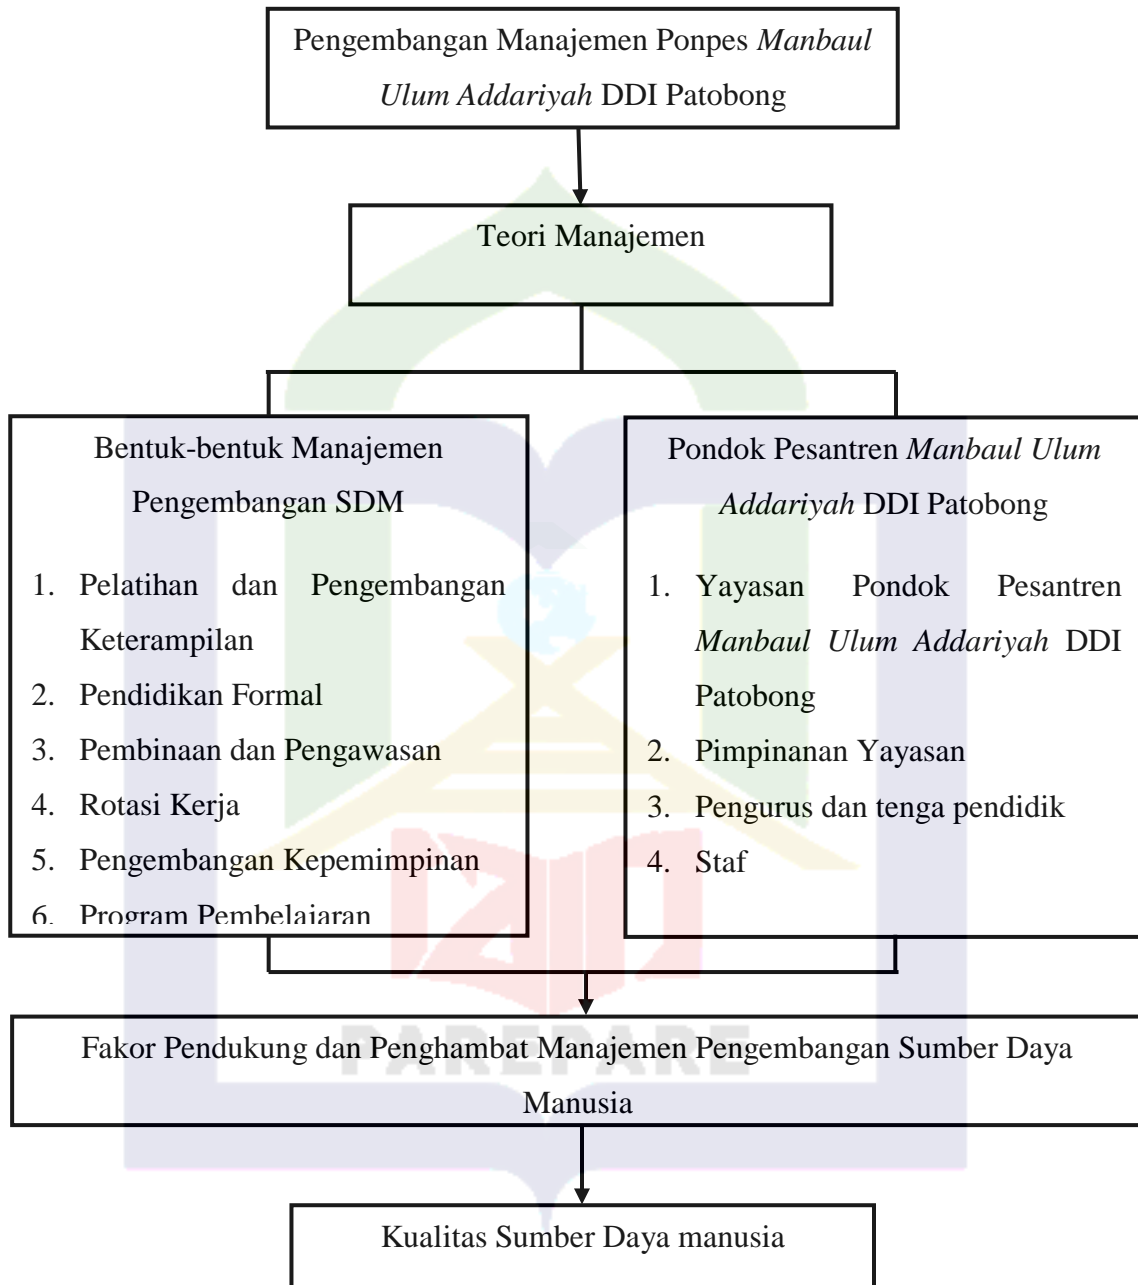 Pengembangan Manajemen Ponpes Manbaul
Ulum Addariyah DDI Patobong
Teori Manajemen
Bentuk-bentuk Manajemen
Pengembangan SDM
1. Pelatihan dan Pengembangan
Keterampilan
2. Pendidikan Formal
3. Pembinaan dan Pengawasan
4. Rotasi Kerja
5. Pengembangan Kepemimpinan
6. Program Pembelajaran
Pondok Pesantren Manbaul Ulum
Addariyah DDI Patobong
1. Yayasan Pondok Pesantren
Manbaul Ulum Addariyah DDI
Patobong
2. Pimpinanan Yayasan
3. Pengurus dan tenga pendidik
4. Staf
Fakor Pendukung dan Penghambat Manajemen Pengembangan Sumber Daya
Manusia
PAREPARE
Kualitas Sumber Daya manusia